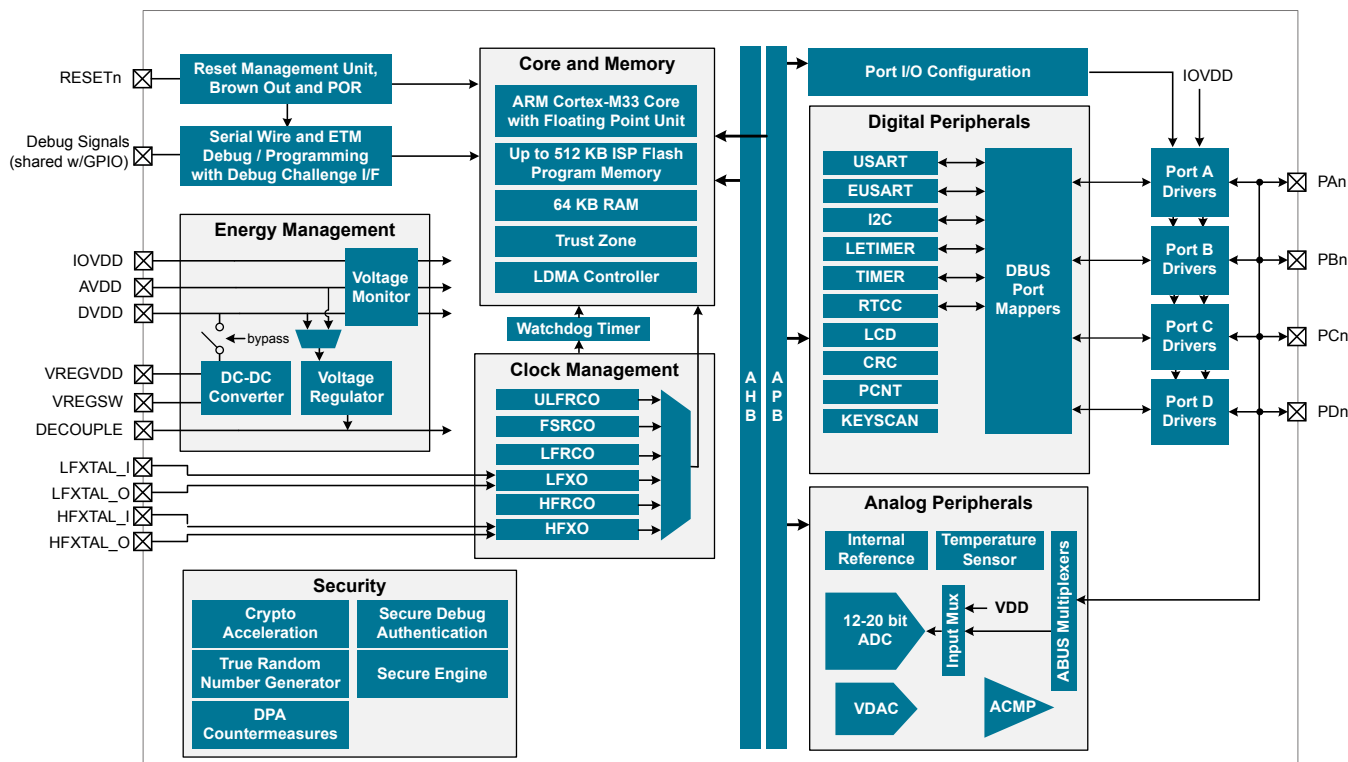 RESETn
Debug Signals
(shared w/GPIO)
Reset Management Unit,
Brown Out and POR
Serial Wire and ETM
Debug / Programming
with Debug Challenge I/F
Energy Management
IOVDD
AVDD
DVDD
Voltage
Monitor
bypass
VREGVDD
VREGSW
DECOUPLE
DC-DC
Converter
Voltage
Regulator
LFXTAL_I
LFXTAL_O
HFXTAL_I
HFXTAL_O
Security
Crypto
Acceleration
Secure Debug
Authentication
True Random
Number Generator
Secure Engine
DPA
Countermeasures
Core and Memory
ARM Cortex-M33 Core
with Floating Point Unit
Up to 512 KB ISP Flash
Program Memory
64 KB RAM
Trust Zone
LDMA Controller
Watchdog Timer
Clock Management
ULFRCO
FSRCO
LFRCO
LFXO
HFRCO
HFXO
AHB
APB
Port I/O Configuration
IOVDD
Digital Peripherals
USART
EUSART
I2C
LETIMER
TIMER
RTCC
LCD
CRC
PCNT
KEYSCAN
DBUS
Port
Mappers
Port A
Drivers
Port B
Drivers
Port C
Drivers
Port D
Drivers
PAn
PBn
PCn
PDn
Analog Peripherals
Internal
Reference
Temperature
Sensor
12-20 bit
ADC
Input Mux
VDD
ABUS Multiplexers
VDAC
ACMP